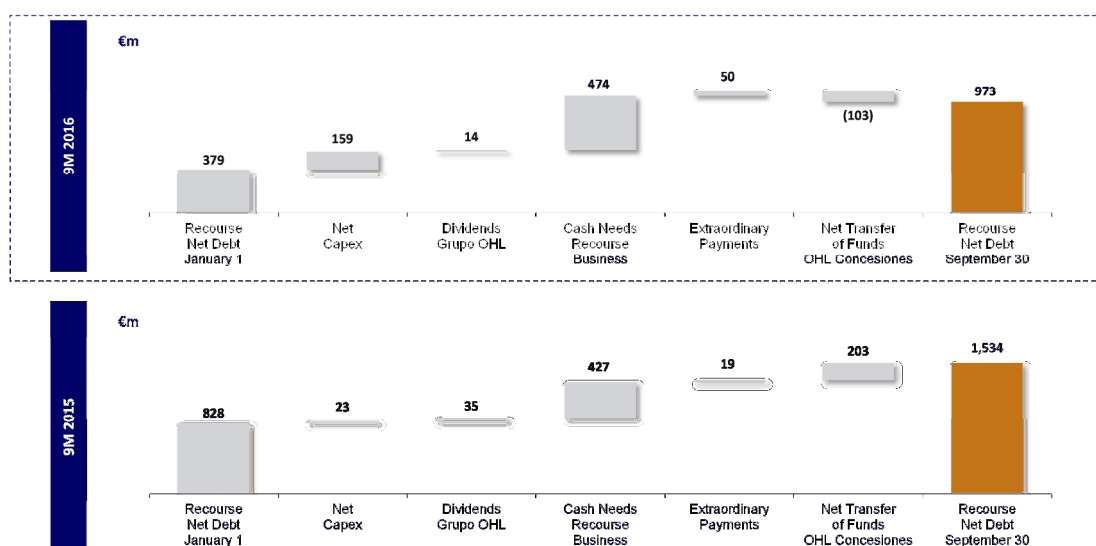 9M 2016
€m
379
159
14
474
50
(103)
973
Recourse
Net Debt
January 1
Net
Capex
Dividends
Grupo OHL
Cash Needs
Recourse
Business
Extraordinary
Payments
Net Transfer
of Funds
OHL Concesiones
Recourse
Net Debt
September 30
9M 2015
€m
828
23
35
427
19
203
1,534
Recourse
Net Debt
January 1
Net
Capex
Dividends
Grupo OHL
Cash Needs
Recourse
Business
Extraordinary
Payments
Net Transfer
of Funds
OHL Concesiones
Recourse
Net Debt
September 30